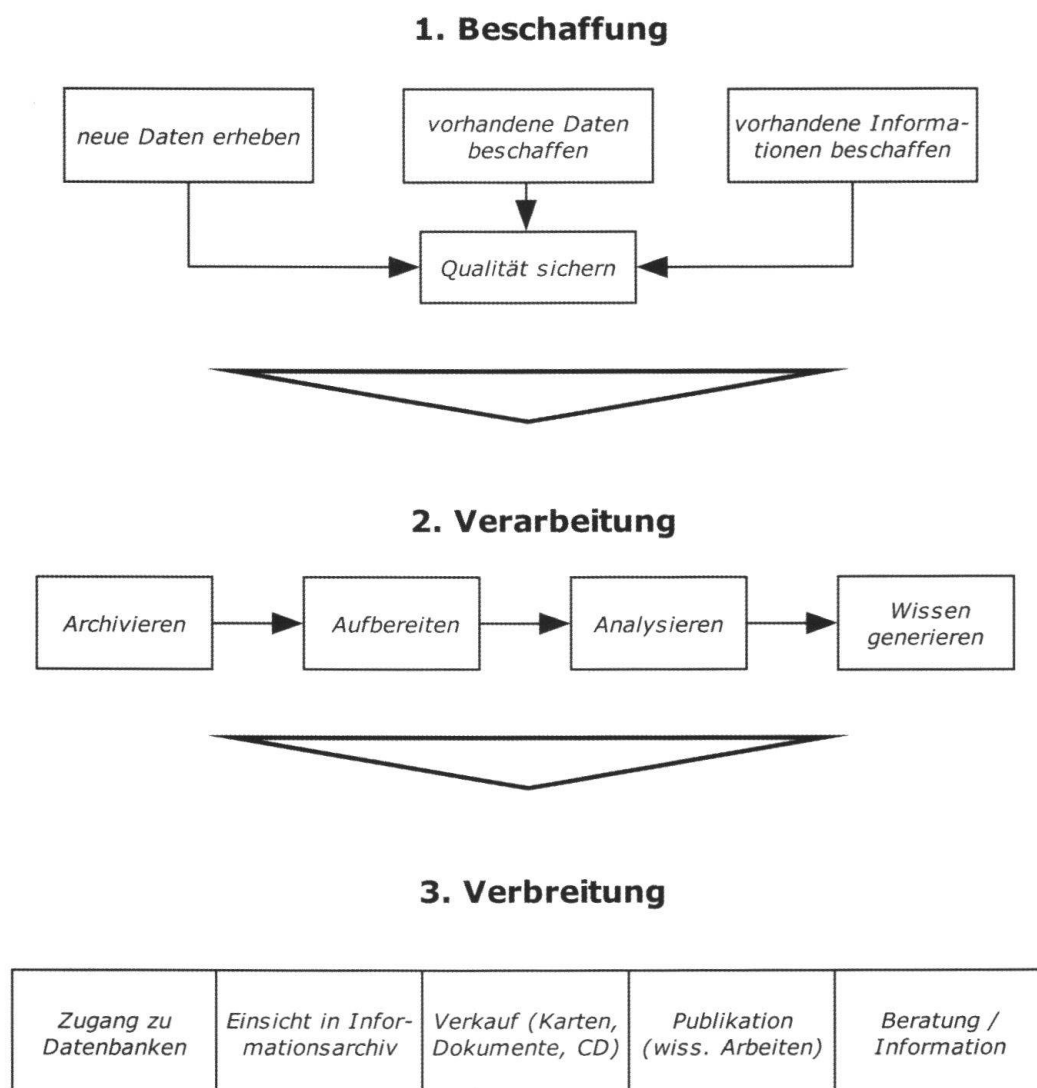 1. Beschaffung
neue Daten erheben
vorhandene Daten
beschaffen
vorhandene Informa-
tionen beschaffen
Qualität sichern
2. Verarbeitung
Archivieren
Aufbereiten
Analysieren
Wissen
generieren
3. Verbreitung
Zugang zu
Datenbanken
Einsicht in Infor-
mationsarchiv
Verkauf (Karten,
Dokumente, CD)
Publikation
(wiss. Arbeiten)
Beratung /
Information